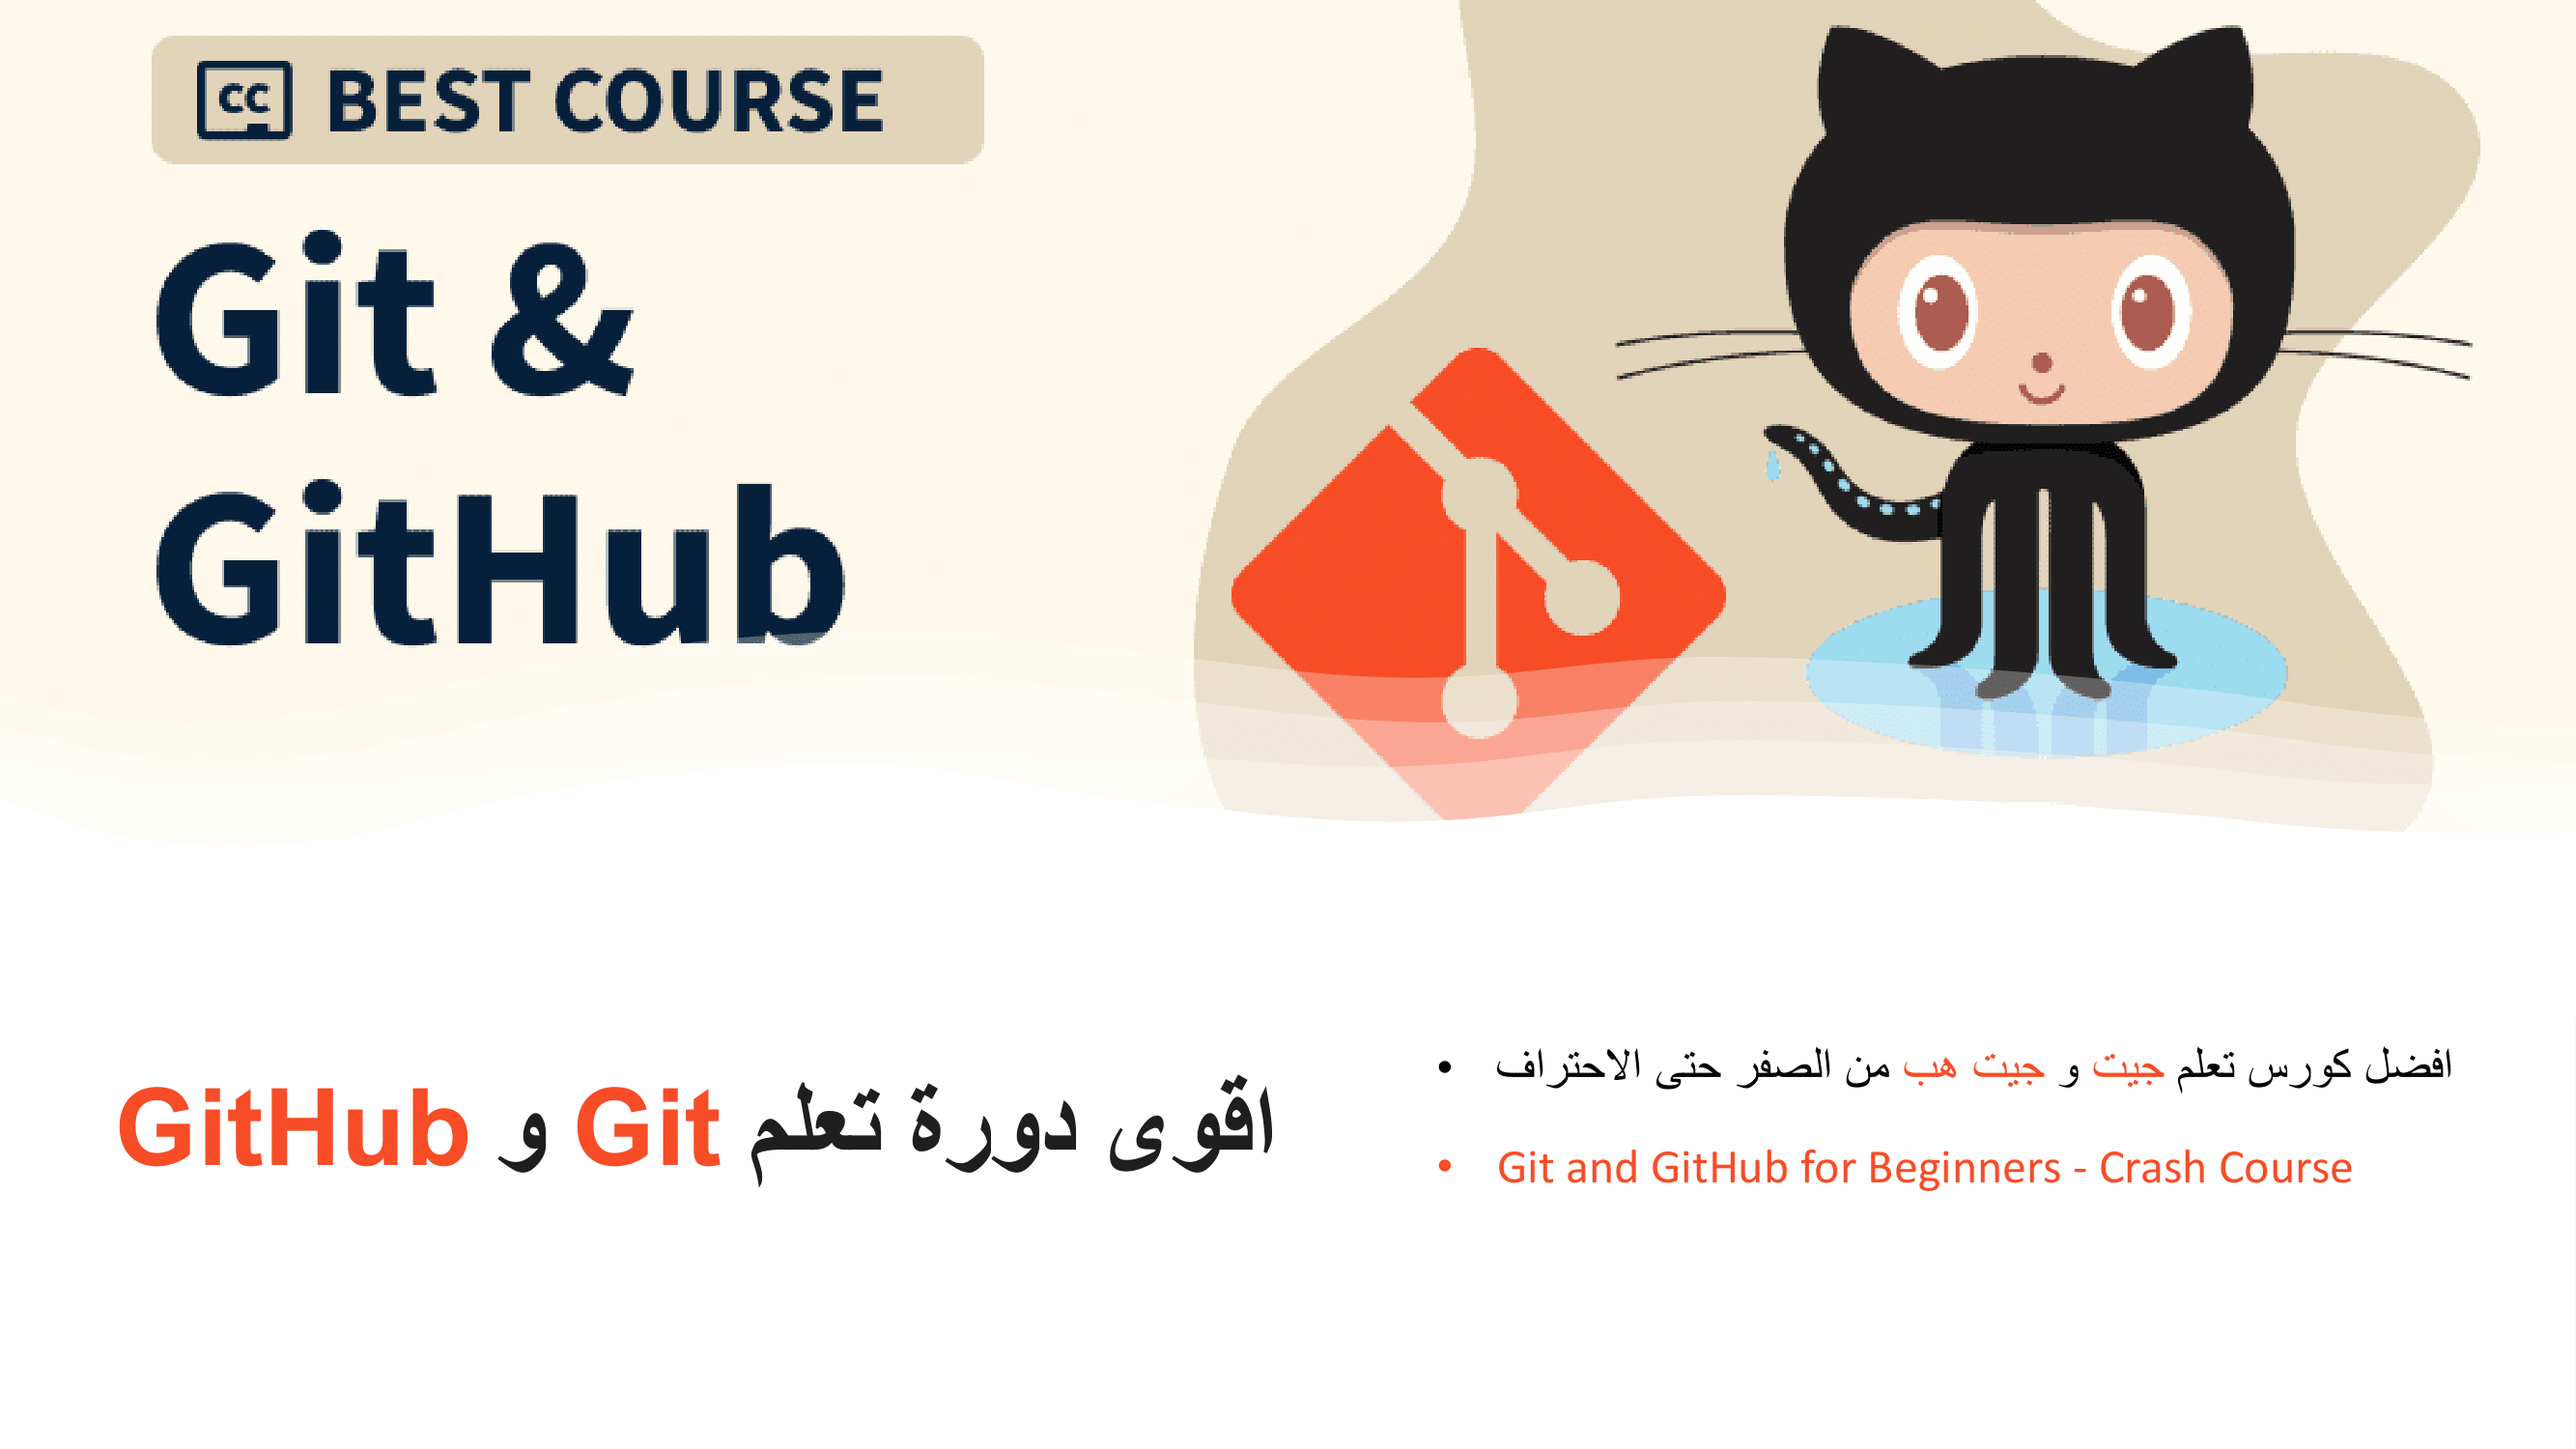 cc BEST COURSE
Git &
GitHub
اقوى دورة تعلم Git و GitHub
• افضل كورس تعلم جيت و جيت هب من الصفر حتى الاحتراف
• Git and GitHub for Beginners - Crash Course